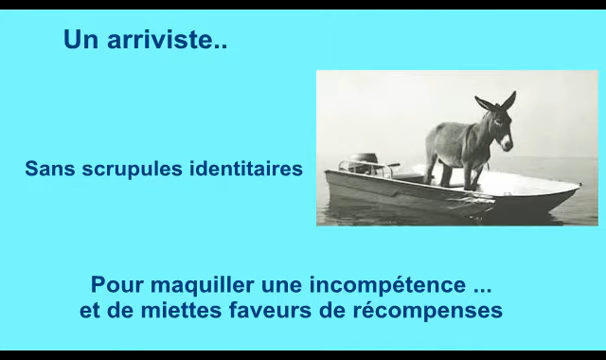 Un arriviste..
Sans scrupules identitaires
Pour maquiller une incompétence ...
et de miettes faveurs de récompenses